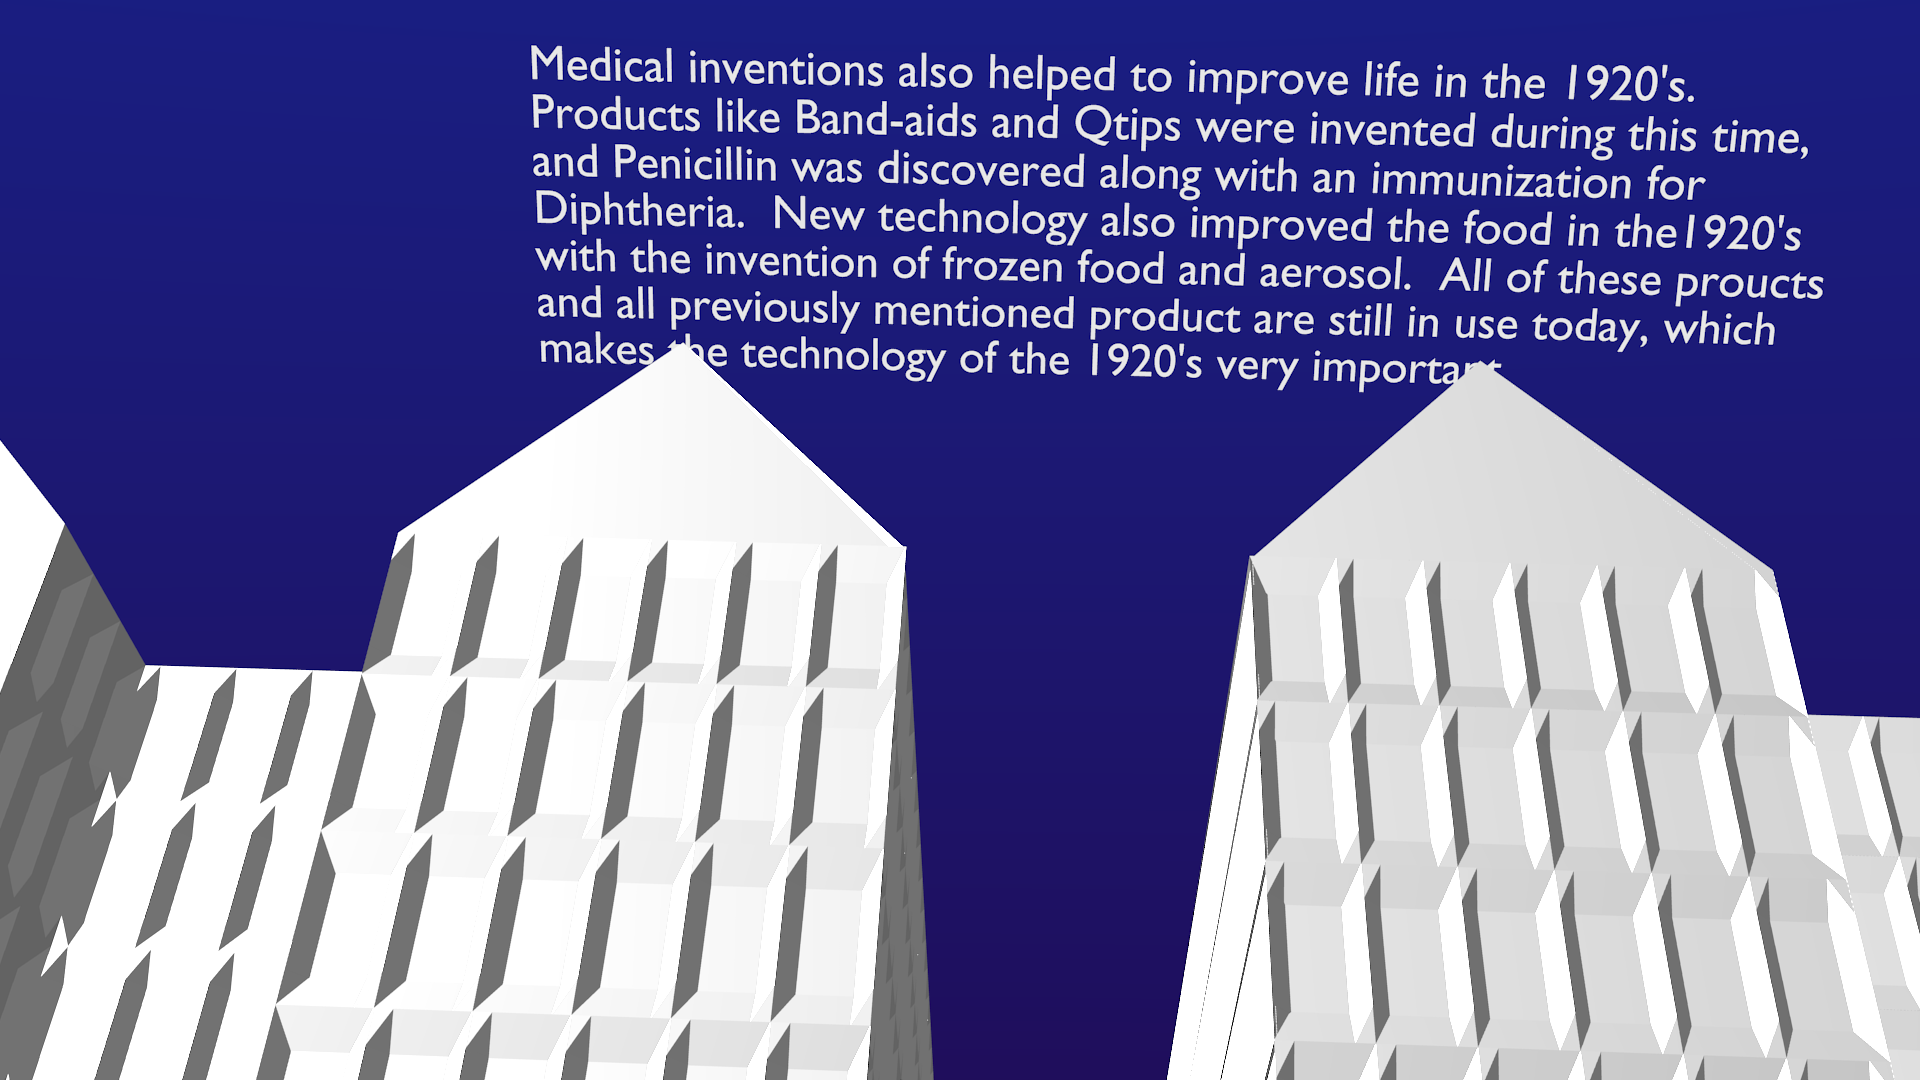 Medical inventions also helped to improve life in the 1920's.
Products like Band-aids and Qtips were invented during this time,
and Penicillin was discovered along with an immunization for
Diphtheria.  New technology also improved the food in the1920's
with the invention of frozen food and aerosol.  All of these proucts
and all previously mentioned product are still in use today, which
makes the technology of the 1920's very important.